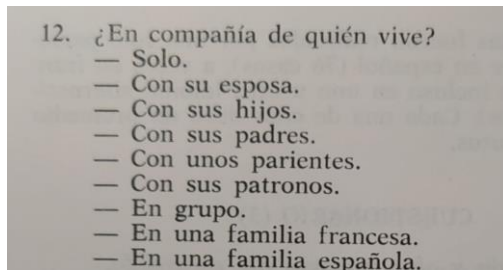 12. ¿En compañía de quién vive?
— Solo.
— Con su esposa.
— Con sus hijos.
— Con sus padres.
— Con unos parientes.
— Con sus patronos.
— En grupo.
— En una familia francesa.
— En una familia española.